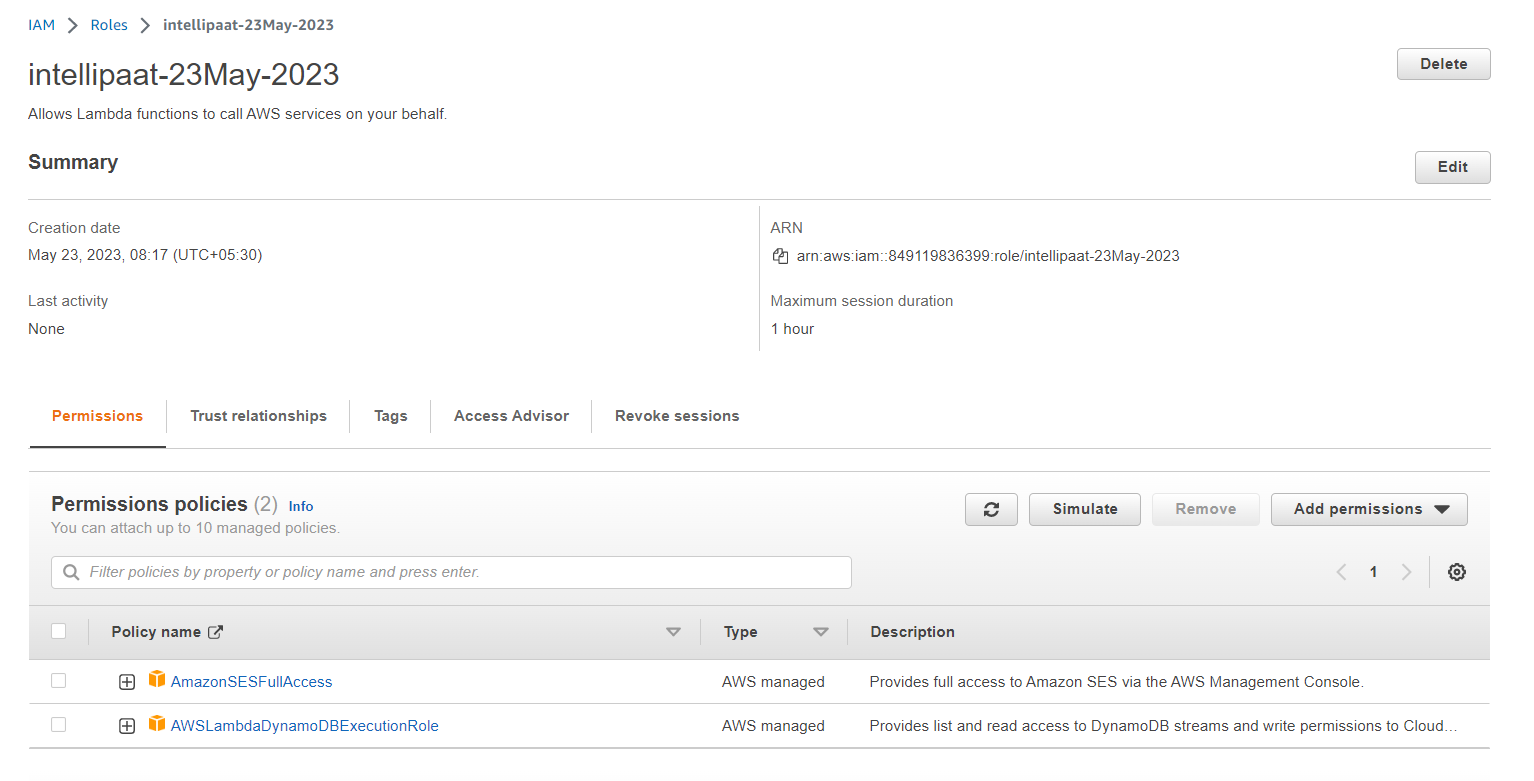 IAM > Roles > intellipaat-23May-2023
intellipaat-23May-2023
Delete
Allows Lambda functions to call AWS services on your behalf.
Summary
Edit
Creation date
May 23, 2023, 08:17 (UTC+05:30)
ARN
arn:aws:iam::849119836399:role/intellipaat-23May-2023
Last activity
None
Maximum session duration
1 hour
Permissions Trust relationships Tags Access Advisor Revoke sessions
Permissions policies (2) Info
You can attach up to 10 managed policies.
Simulate Remove Add permissions
Filter policies by property or policy name and press enter.
1
Policy name Type Description
AmazonSESFullAccess AWS managed Provides full access to Amazon SES via the AWS Management Console.
AWSLambdaDynamoDBExecutionRole AWS managed Provides list and read access to DynamoDB streams and write permissions to Cloud…